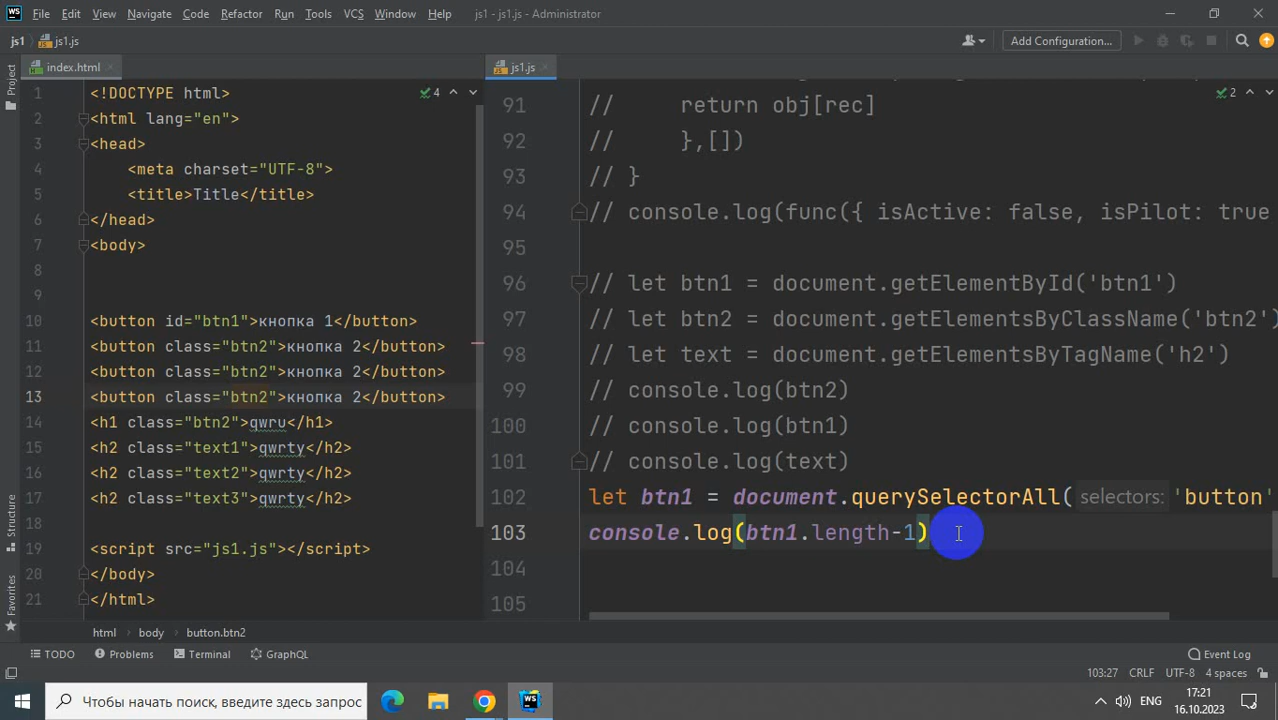 WS File Edit View Navigate Code Refactor Run Tools VCS Window Help js1 - js1.js - Administrator
js1 js1.js Add Configuration...
index.html
js1.js
Project
Structure
Favorites
4
2
1 <!DOCTYPE html>
2 <html lang="en">
3 <head>
4 <meta charset="UTF-8">
5 <title>Title</title>
6 </head>
7 <body>
8
9
10 <button id="btn1">кнопка 1</button>
11 <button class="btn2">кнопка 2</button>
12 <button class="btn2">кнопка 2</button>
13 <button class="btn2">кнопка 2</button>
14 <h1 class="btn2">qwru</h1>
15 <h2 class="text1">qwrty</h2>
16 <h2 class="text2">qwrty</h2>
17 <h2 class="text3">qwrty</h2>
18
19 <script src="js1.js"></script>
20 </body>
21 </html>
91 // return obj[rec]
92 // },[])
93 // }
94 // console.log(func({ isActive: false, isPilot: true
95
96 // let btn1 = document.getElementById('btn1')
97 // let btn2 = document.getElementsByClassName('btn2')
98 // let text = document.getElementsByTagName('h2')
99 // console.log(btn2)
100 // console.log(btn1)
101 // console.log(text)
102 let btn1 = document.querySelectorAll( selectors: 'button'
103 console.log(btn1.length-1)
104
105
html body button.btn2
TODO Problems Terminal GraphQL Event Log
103:27 CRLF UTF-8 4 spaces
Чтобы начать поиск, введите здесь запрос
ENG
17:21
16.10.2023